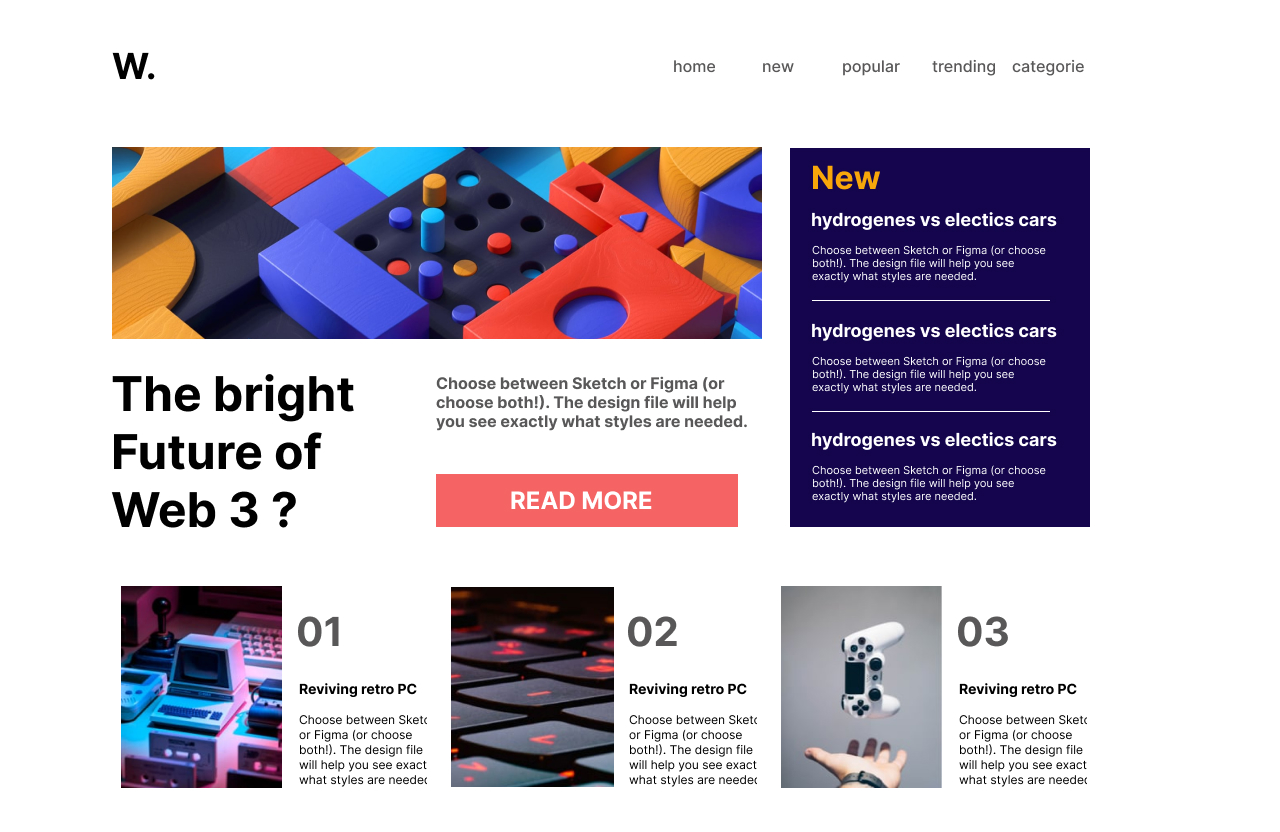 W.
home new popular trending categorie
New
hydrogenes vs electics cars
Choose between Sketch or Figma (or choose
both!). The design file will help you see
exactly what styles are needed.
hydrogenes vs electics cars
Choose between Sketch or Figma (or choose
both!). The design file will help you see
exactly what styles are needed.
hydrogenes vs electics cars
Choose between Sketch or Figma (or choose
both!). The design file will help you see
exactly what styles are needed.
The bright
Future of
Web 3 ?
Choose between Sketch or Figma (or
choose both!). The design file will help
you see exactly what styles are needed.
READ MORE
01
Reviving retro PC
Choose between Sketc
or Figma (or choose
both!). The design file
will help you see exact
what styles are needec
02
Reviving retro PC
Choose between Sketc
or Figma (or choose
both!). The design file
will help you see exact
what styles are needec
03
Reviving retro PC
Choose between Sketc
or Figma (or choose
both!). The design file
will help you see exact
what styles are needec